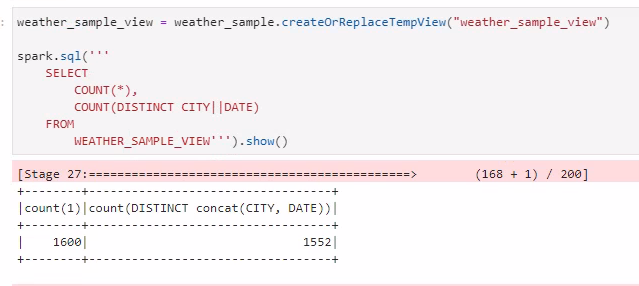 : weather_sample_view = weather_sample.createOrReplaceTempView("weather_sample_view")
spark.sql('''
SELECT
COUNT(*),
COUNT(DISTINCT CITY||DATE)
FROM
WEATHER_SAMPLE_VIEW''').show()
[Stage 27:=============================================> (168 + 1) / 200]
+--------+----------------------------------+
|count(1)|count(DISTINCT concat(CITY, DATE))|
+--------+----------------------------------+
| 1600| 1552|
+--------+----------------------------------+